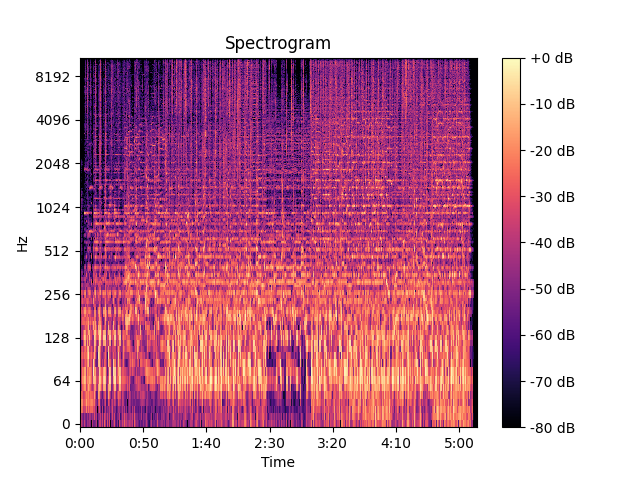 Spectrogram
8192
4096
2048
1024
512
256
128
64
0
Hz
0:00 0:50 1:40 2:30 3:20 4:10 5:00
Time
+0 dB
-10 dB
-20 dB
-30 dB
-40 dB
-50 dB
-60 dB
-70 dB
-80 dB